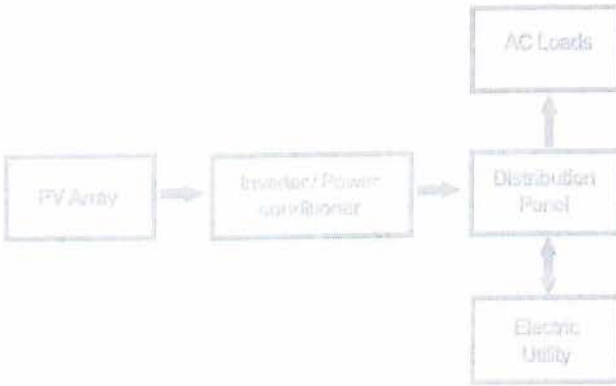 AC Loads
PV Array
Inverter / Power
conditioner
Distribution
Panel
Electric
Utility